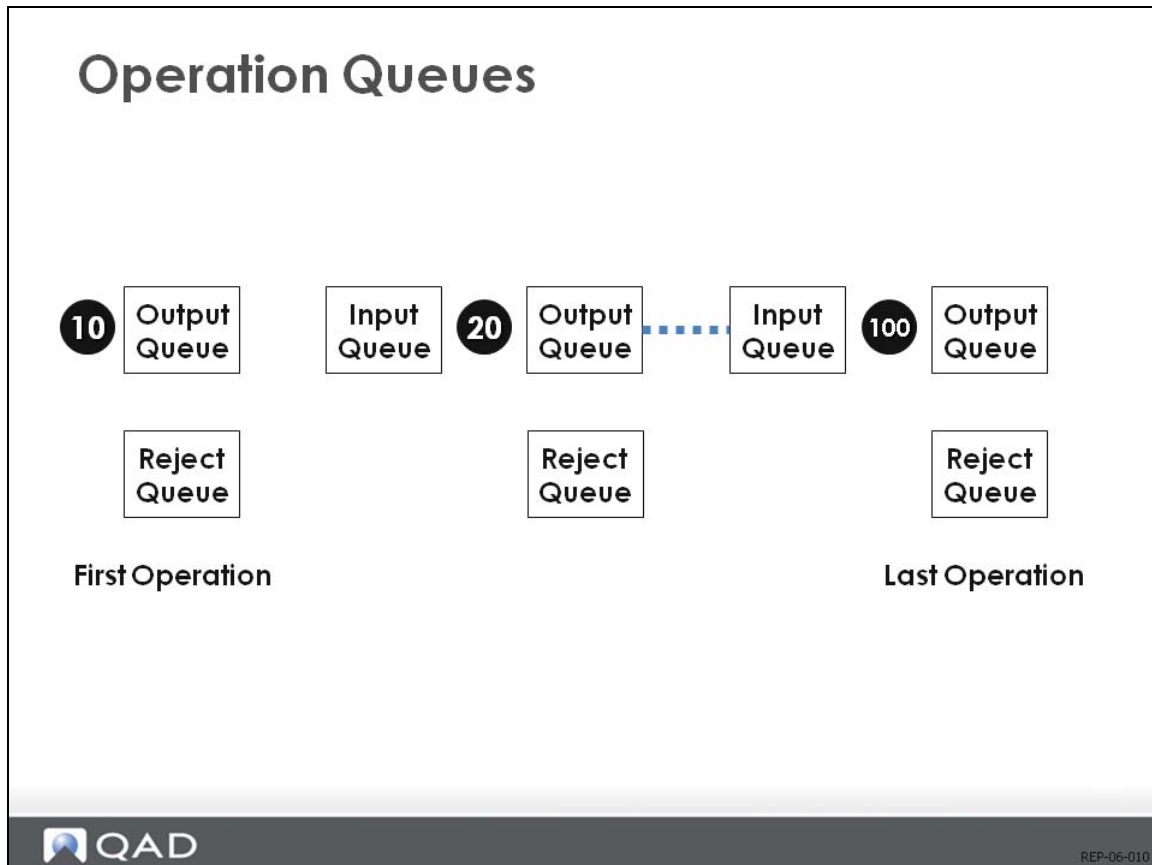 Operation Queues
10
Output
Queue
Input
Queue
20
Output
Queue
Input
Queue
100
Output
Queue
Reject
Queue
Reject
Queue
Reject
Queue
First Operation
Last Operation
QAD
REP-06-010